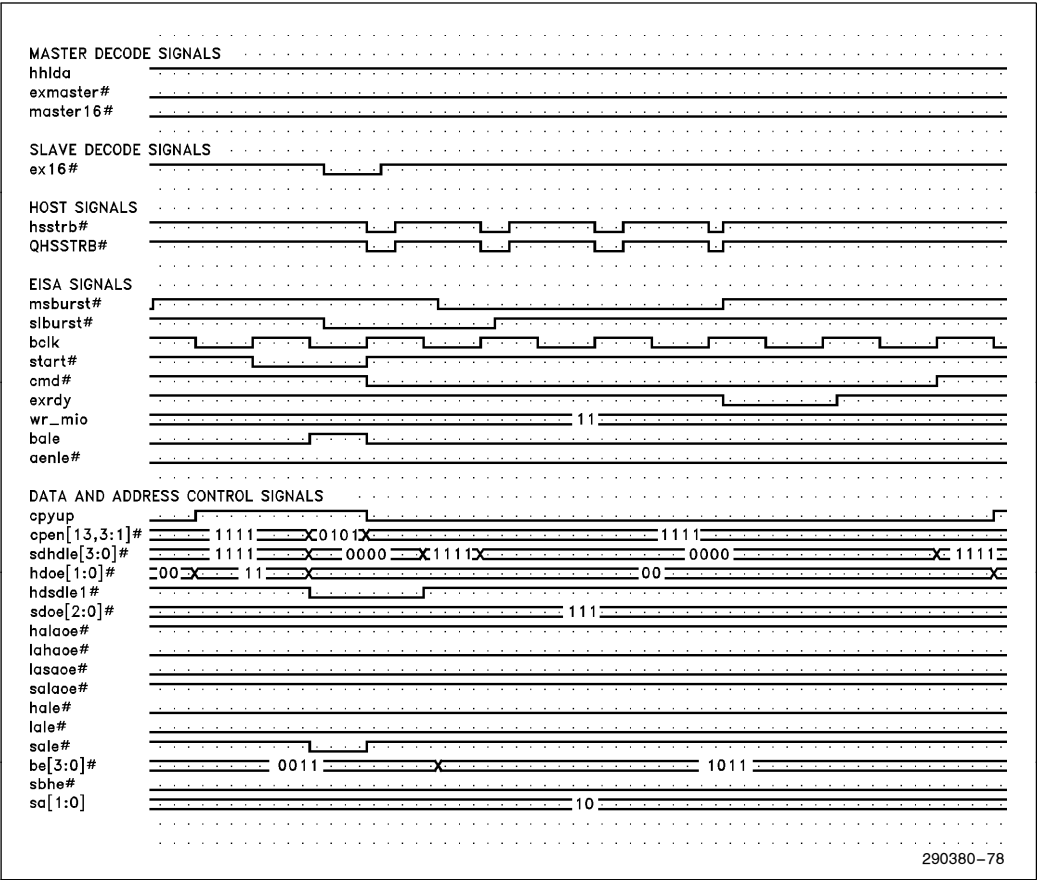 MASTER DECODE SIGNALS
hhlda
exmaster#
master16#
SLAVE DECODE SIGNALS
ex16#
HOST SIGNALS
hsstrb#
QHSSTRB#
EISA SIGNALS
msburst#
slburst#
bclk
start#
cmd#
exrdy
wr_mio 11
bale
aenle#
DATA AND ADDRESS CONTROL SIGNALS
cpyup
cpen[13,3:1]# 1111 0101 1111
sdhdle[3:0]# 1111 0000 1111 0000 1111
hdoe[1:0]# 00 11 00
hdsdle1#
sdoe[2:0]# 111
halaoe#
lahaoe#
lasaoe#
salaoe#
hale#
lale#
sale#
be[3:0]# 0011 1011
sbhe#
sa[1:0] 10
290380-78